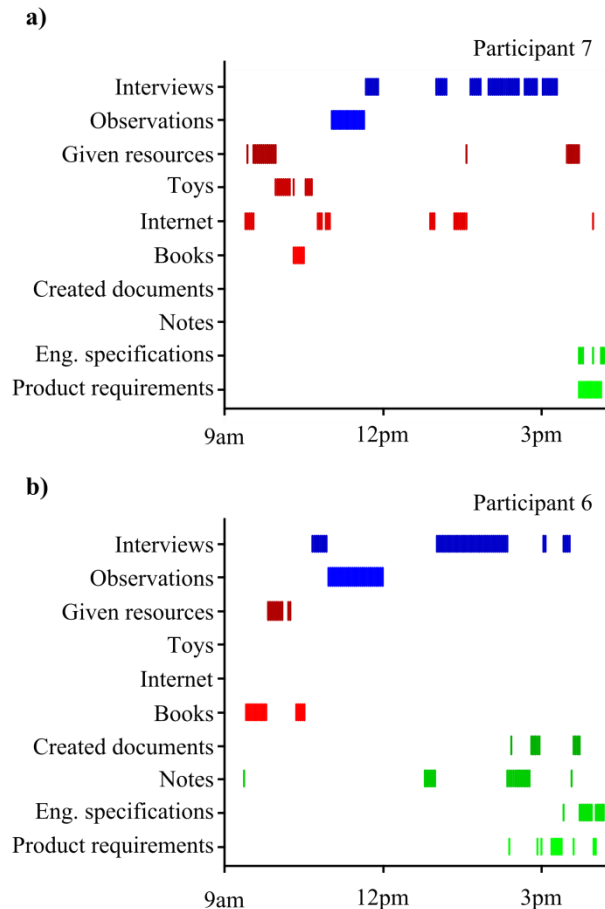 a)
Participant 7
Interviews
Observations
Given resources
Toys
Internet
Books
Created documents
Notes
Eng. specifications
Product requirements
9am 12pm 3pm
b)
Participant 6
Interviews
Observations
Given resources
Toys
Internet
Books
Created documents
Notes
Eng. specifications
Product requirements
9am 12pm 3pm